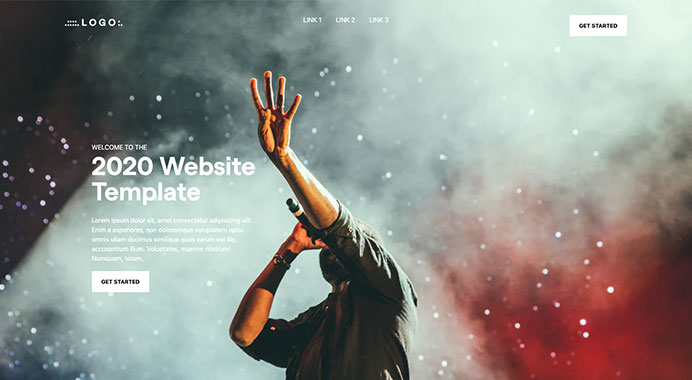 LOGO
LINK 1
LINK 2
LINK 3
GET STARTED
WELCOME TO THE
2020 Website
Template
Lorem ipsum dolor sit, amet consectetur adipisizing elit.
Enim a asperiores, non doloremque voluptatem optio
omnis ullam ducimus similique quos earum est illo,
accusantium illum. Voluptates, maxime nostrum!
Numquam, totam.
GET STARTED